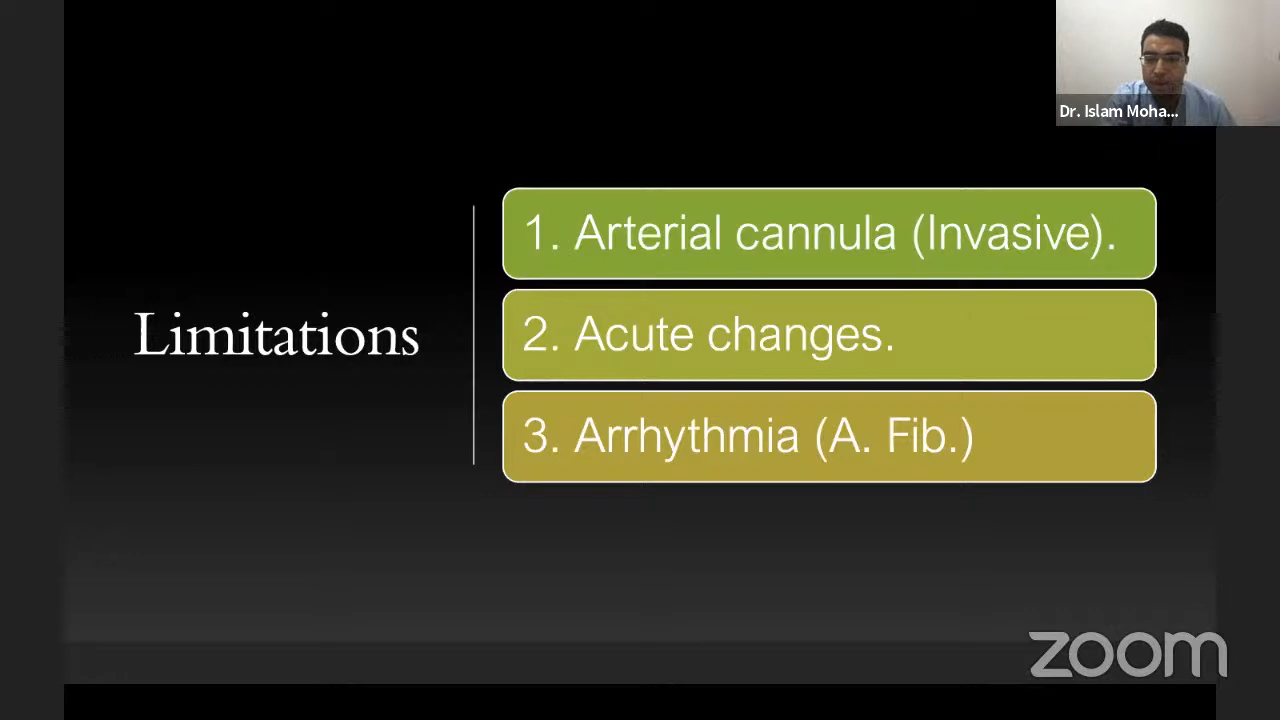 Dr. Islam Moha...
1. Arterial cannula (Invasive).
Limitations
2. Acute changes.
3. Arrhythmia (A. Fib.)
zoom